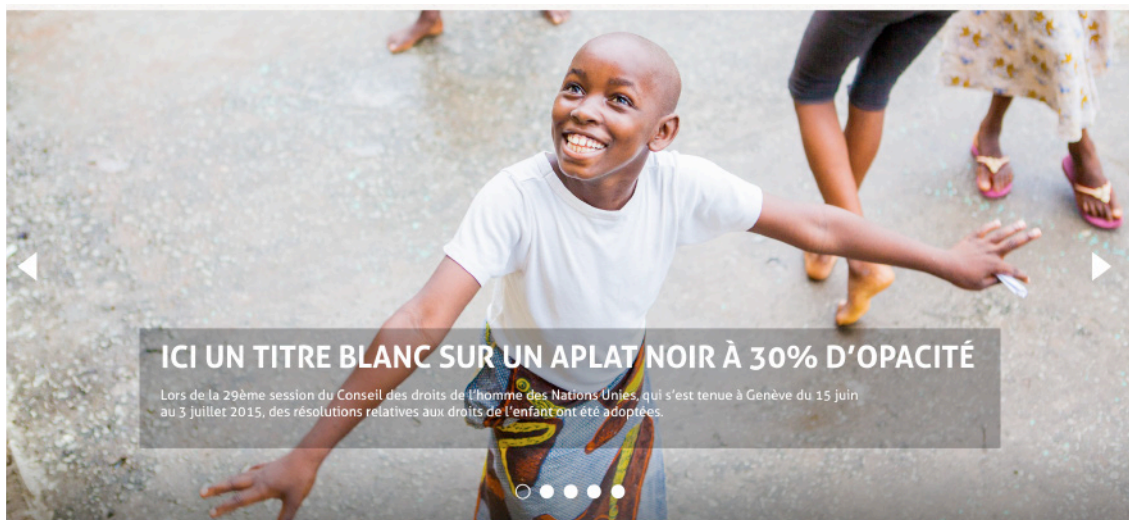 ICI UN TITRE BLANC SUR UN APLAT NOIR À 30% D’OPACITÉ
Lors de la 29ème session du Conseil des droits de l’homme des Nations Unies, qui s’est tenue à Genève du 15 juin
au 3 juillet 2015, des résolutions relatives aux droits de l’enfant ont été adoptées.